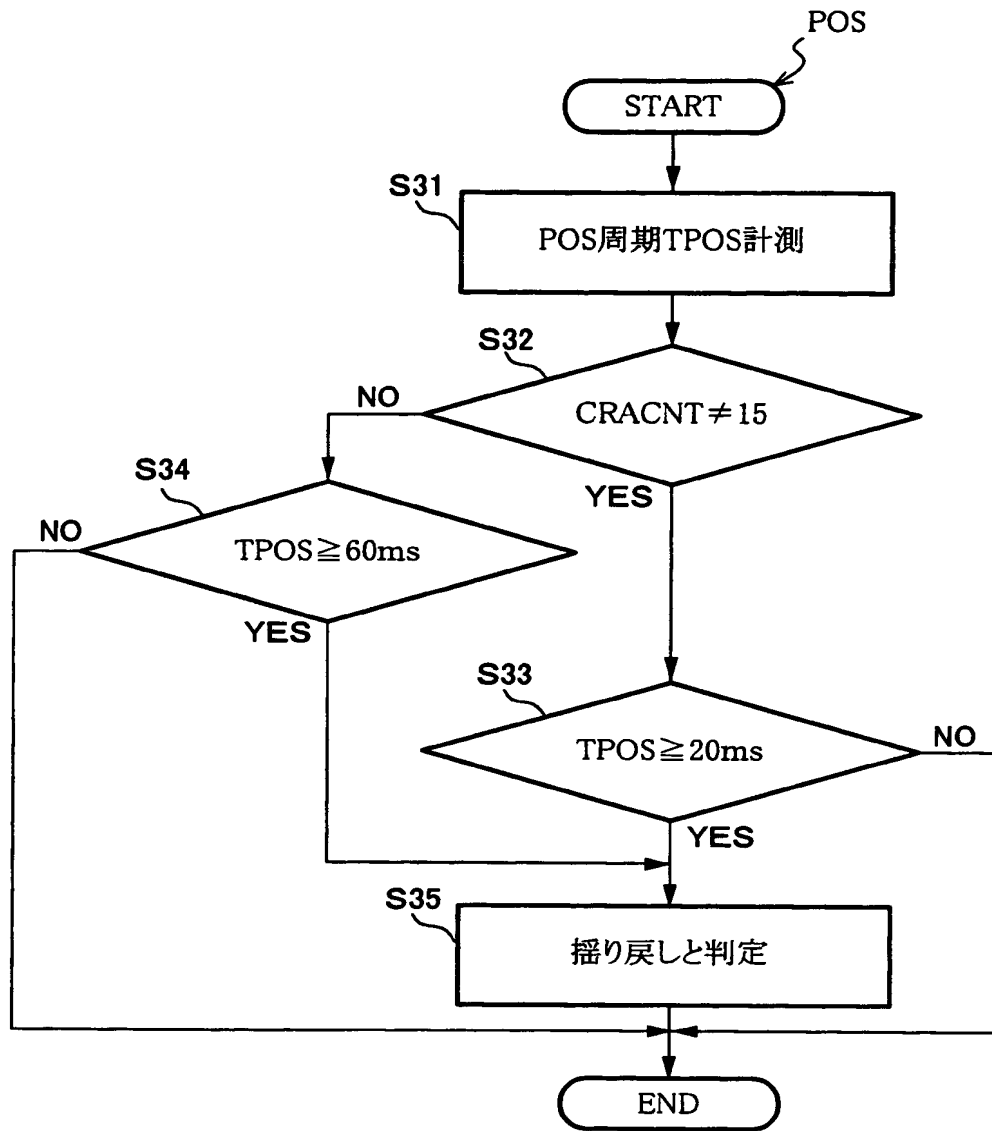 POS
START
S31
POS周期TPOS計測
S32
NO
CRACNT≠15
YES
S34
NO
TPOS≧60ms
YES
S33
TPOS≧20ms
NO
YES
S35
揺り戻しと判定
END